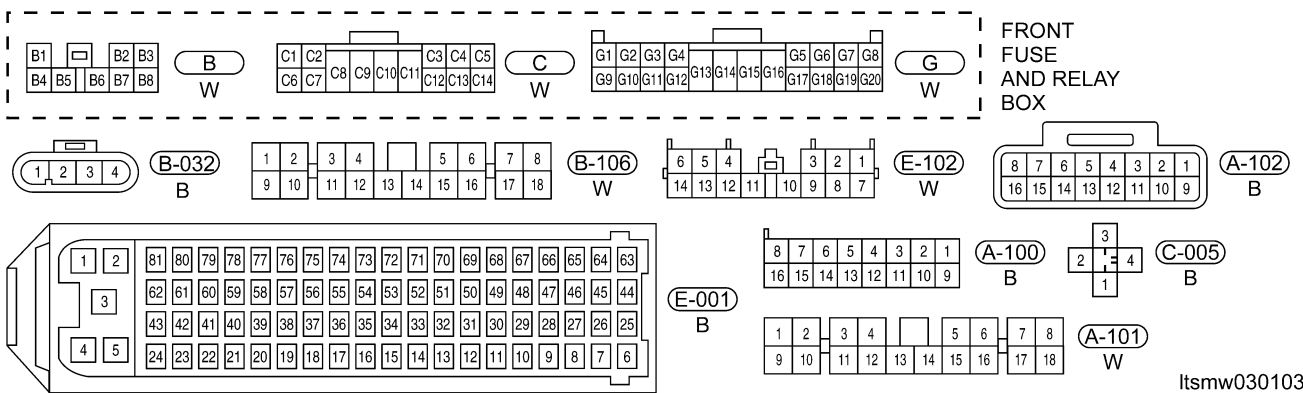 B1 B2 B3
B4 B5 B6 B7 B8
B
W
C1 C2 C3 C4 C5
C6 C7 C8 C9 C10 C11 C12 C13 C14
C
W
G1 G2 G3 G4 G5 G6 G7 G8
G9 G10 G11 G12 G13 G14 G15 G16 G17 G18 G19 G20
G
W
FRONT
FUSE
AND RELAY
BOX
1 2 3 4
B-032
B
1 2 3 4 5 6 7 8
9 10 11 12 13 14 15 16 17 18
B-106
W
6 5 4 3 2 1
14 13 12 11 10 9 8 7
E-102
W
8 7 6 5 4 3 2 1
16 15 14 13 12 11 10 9
A-102
B
1 2
3
4 5
81 80 79 78 77 76 75 74 73 72 71 70 69 68 67 66 65 64 63
62 61 60 59 58 57 56 55 54 53 52 51 50 49 48 47 46 45 44
43 42 41 40 39 38 37 36 35 34 33 32 31 30 29 28 27 26 25
24 23 22 21 20 19 18 17 16 15 14 13 12 11 10 9 8 7 6
E-001
B
8 7 6 5 4 3 2 1
16 15 14 13 12 11 10 9
A-100
B
3
2 4
1
C-005
B
1 2 3 4 5 6 7 8
9 10 11 12 13 14 15 16 17 18
A-101
W
ltsmw030103